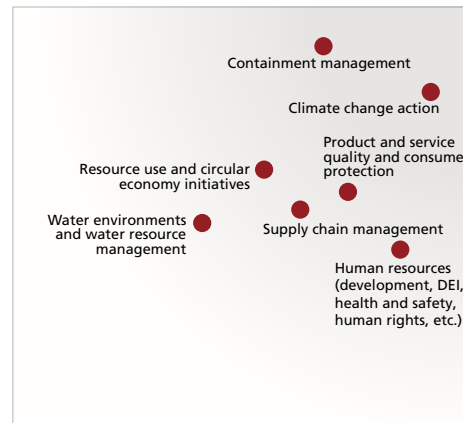 Containment management
Climate change action
Product and service
quality and consume
protection
Resource use and circular
economy initiatives
Water environments
and water resource
management
Supply chain management
Human resources
(development, DEI,
health and safety,
human rights, etc.)